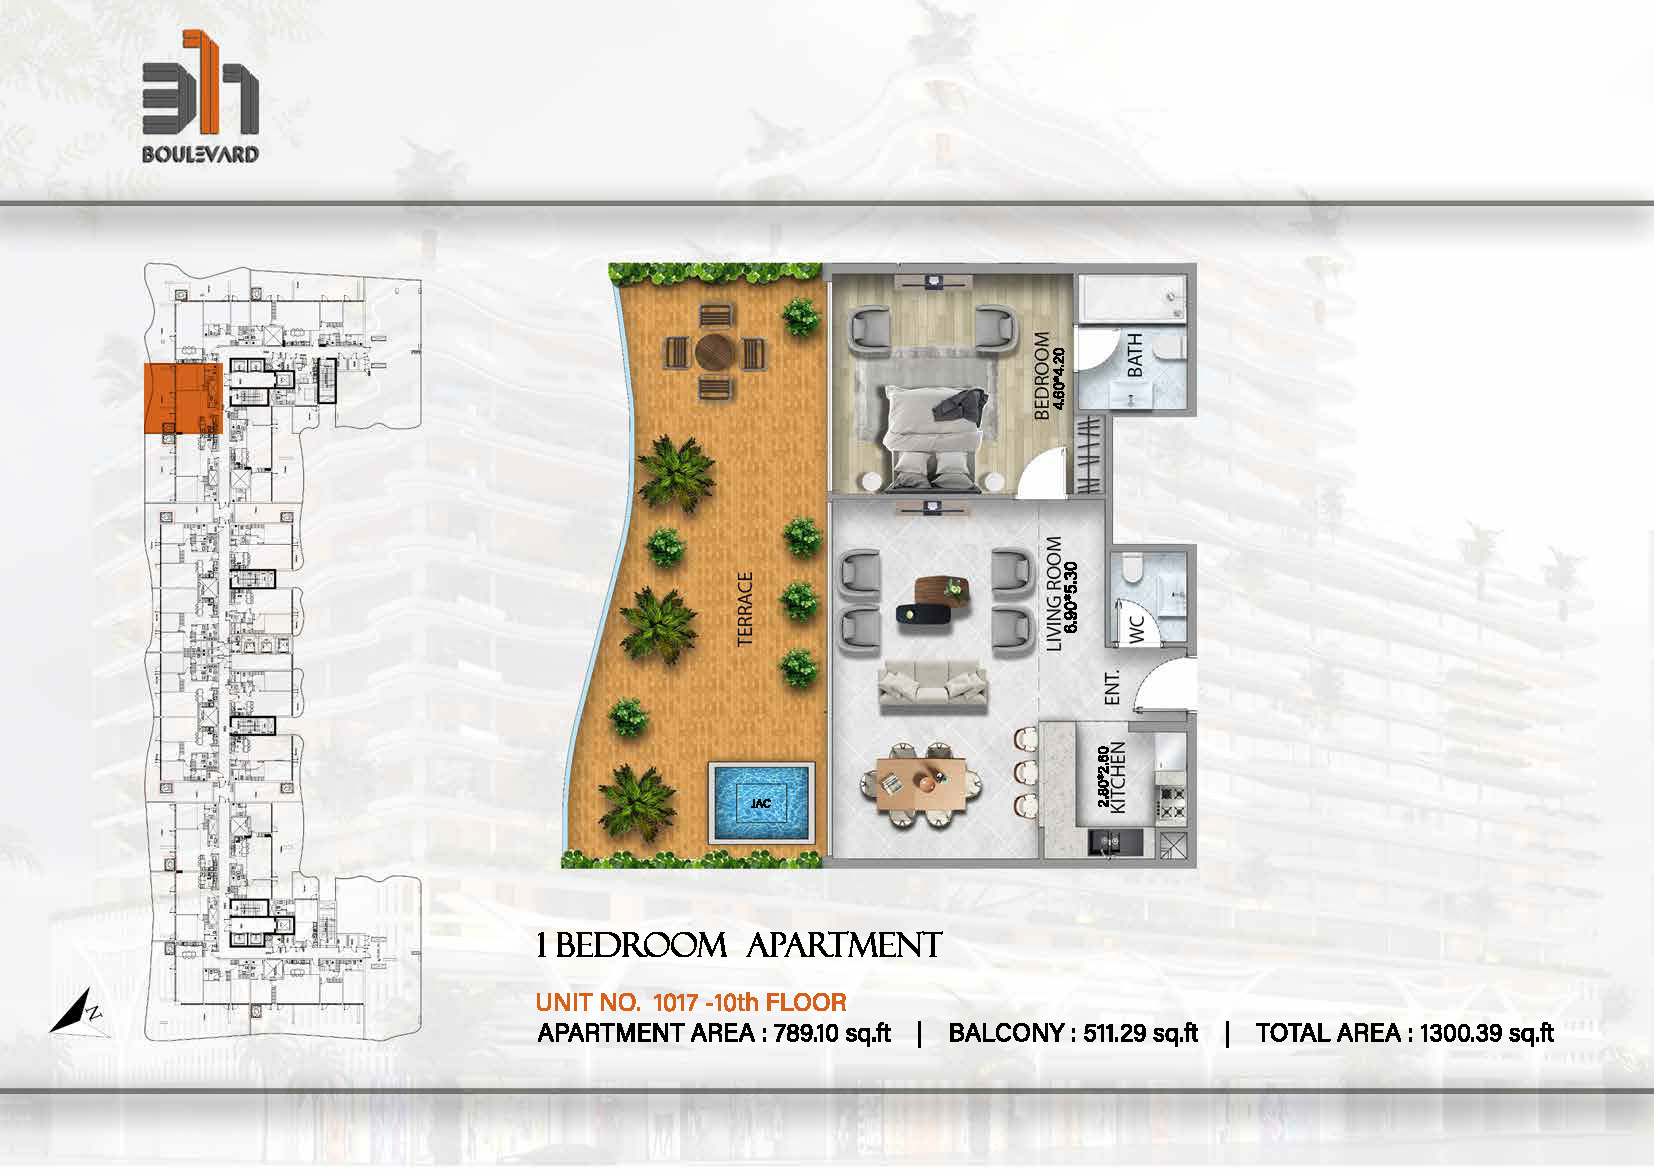 311
BOULEVARD
BEDROOM
4.60*4.20
BATH
TERRACE
LIVING ROOM
6.90*5.30
WC
ENT.
2.80*2.60
KITCHEN
JAC
N
1 BEDROOM APARTMENT
UNIT NO. 1017 -10th FLOOR
APARTMENT AREA : 789.10 sq.ft | BALCONY : 511.29 sq.ft | TOTAL AREA : 1300.39 sq.ft